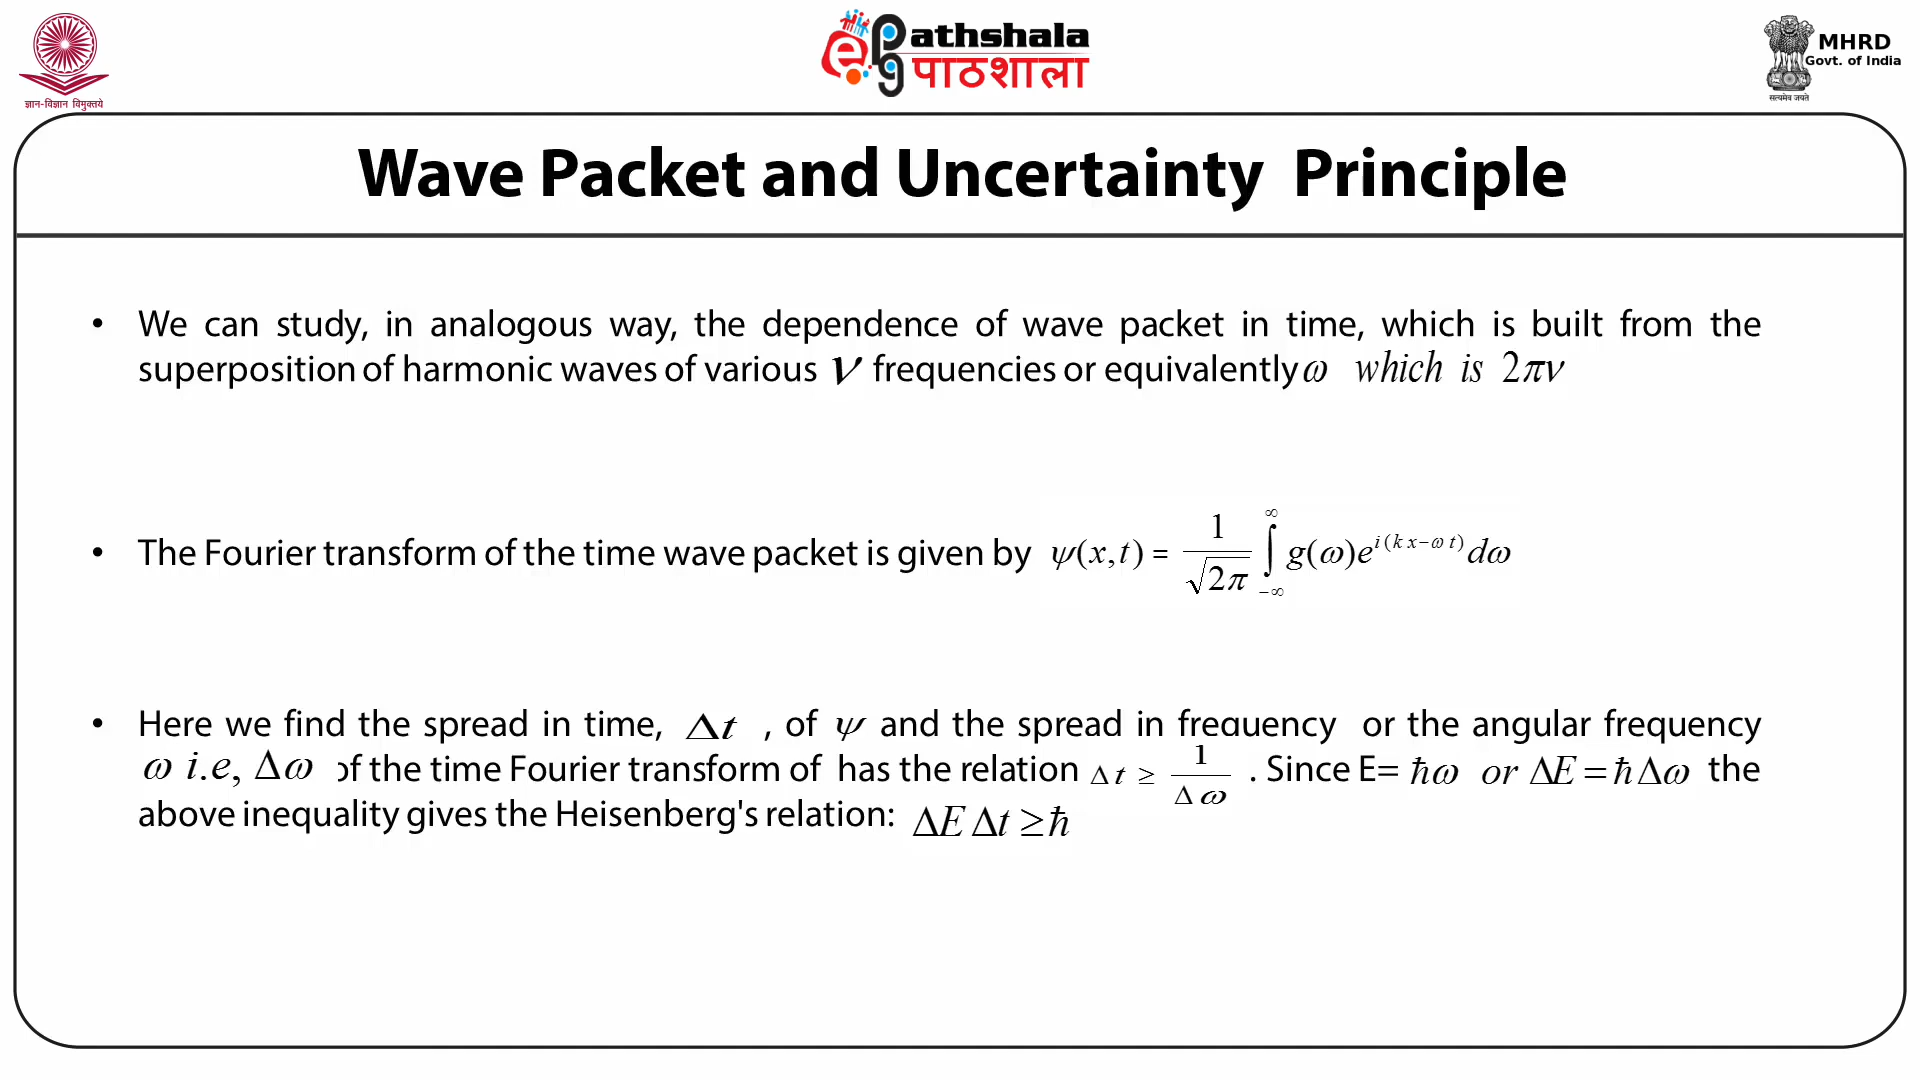 ज्ञान-विज्ञान विमुक्तये
ePathshala
पाठशाला
MHRD
Govt. of India
सत्यमेव जयते
Wave Packet and Uncertainty Principle
• We can study, in analogous way, the dependence of wave packet in time, which is built from the
superposition of harmonic waves of various ν frequencies or equivalently ω which is 2πν
• The Fourier transform of the time wave packet is given by ψ(x,t) = 1/√2π ∫_{-∞}^{∞} g(ω)e^{i(kx−ωt)}dω
• Here we find the spread in time, Δt , of ψ and the spread in frequency or the angular frequency
ω i.e, Δω of the time Fourier transform of has the relation Δt ≥ 1/Δω . Since E= ħω or ΔE = ħΔω the
above inequality gives the Heisenberg's relation: ΔE Δt ≥ ħ